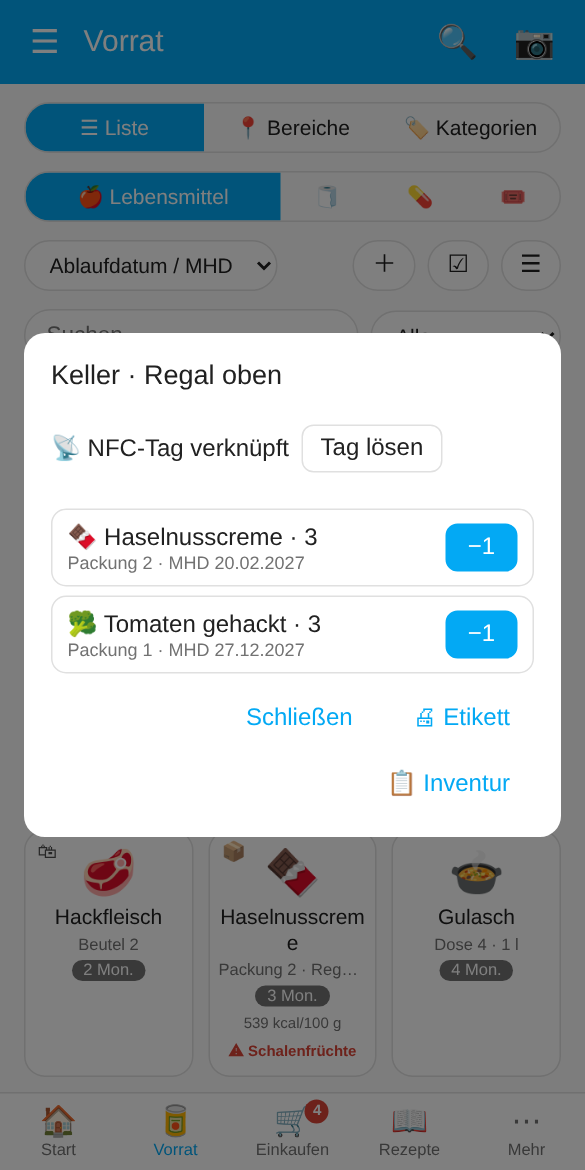 Vorrat
Liste
Bereiche
Kategorien
Lebensmittel
Ablaufdatum / MHD
Keller · Regal oben
NFC-Tag verknüpft
Tag lösen
Haselnusscreme · 3
Packung 2 · MHD 20.02.2027
−1
Tomaten gehackt · 3
Packung 1 · MHD 27.12.2027
−1
Schließen
Etikett
Inventur
Hackfleisch
Beutel 2
2 Mon.
Haselnusscrem
e
Packung 2 · Reg…
3 Mon.
539 kcal/100 g
Schalenfrüchte
Gulasch
Dose 4 · 1 l
4 Mon.
4
Start
Vorrat
Einkaufen
Rezepte
Mehr